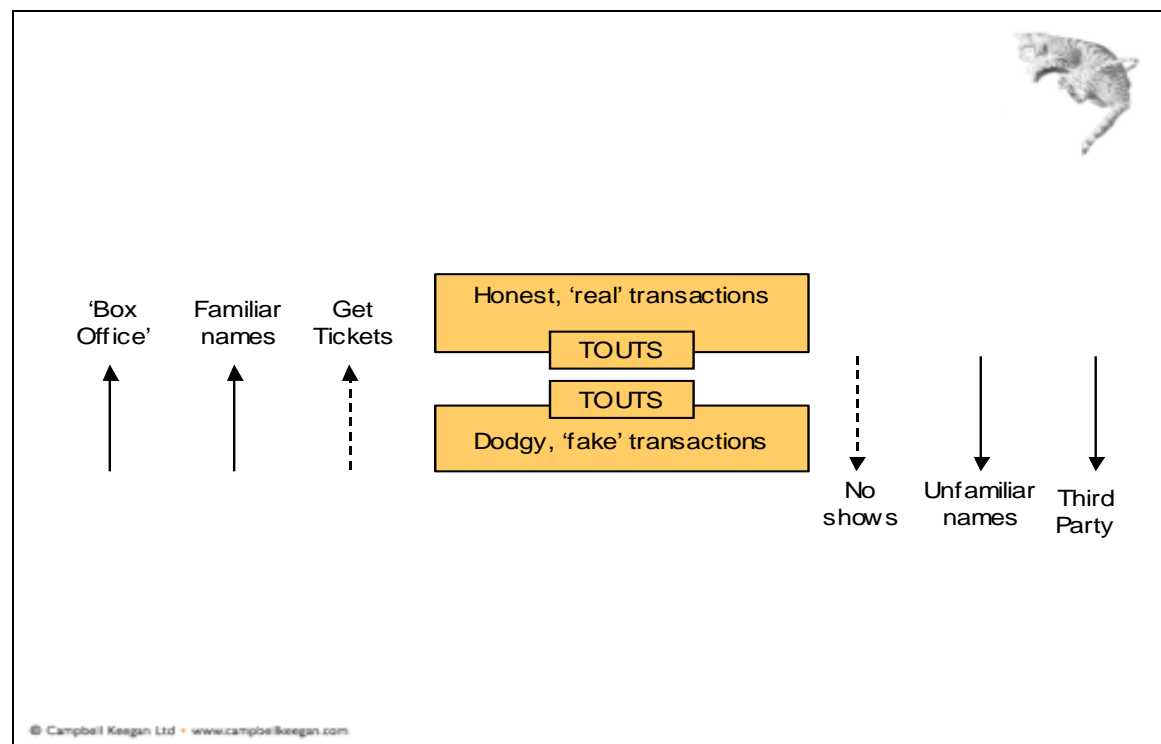 ‘Box
Office’
Familiar
names
Get
Tickets
Honest, ‘real’ transactions
TOUTS
TOUTS
Dodgy, ‘fake’ transactions
No
shows
Unfamiliar
names
Third
Party
© Campbell Keegan Ltd • www.campbellkeegan.com